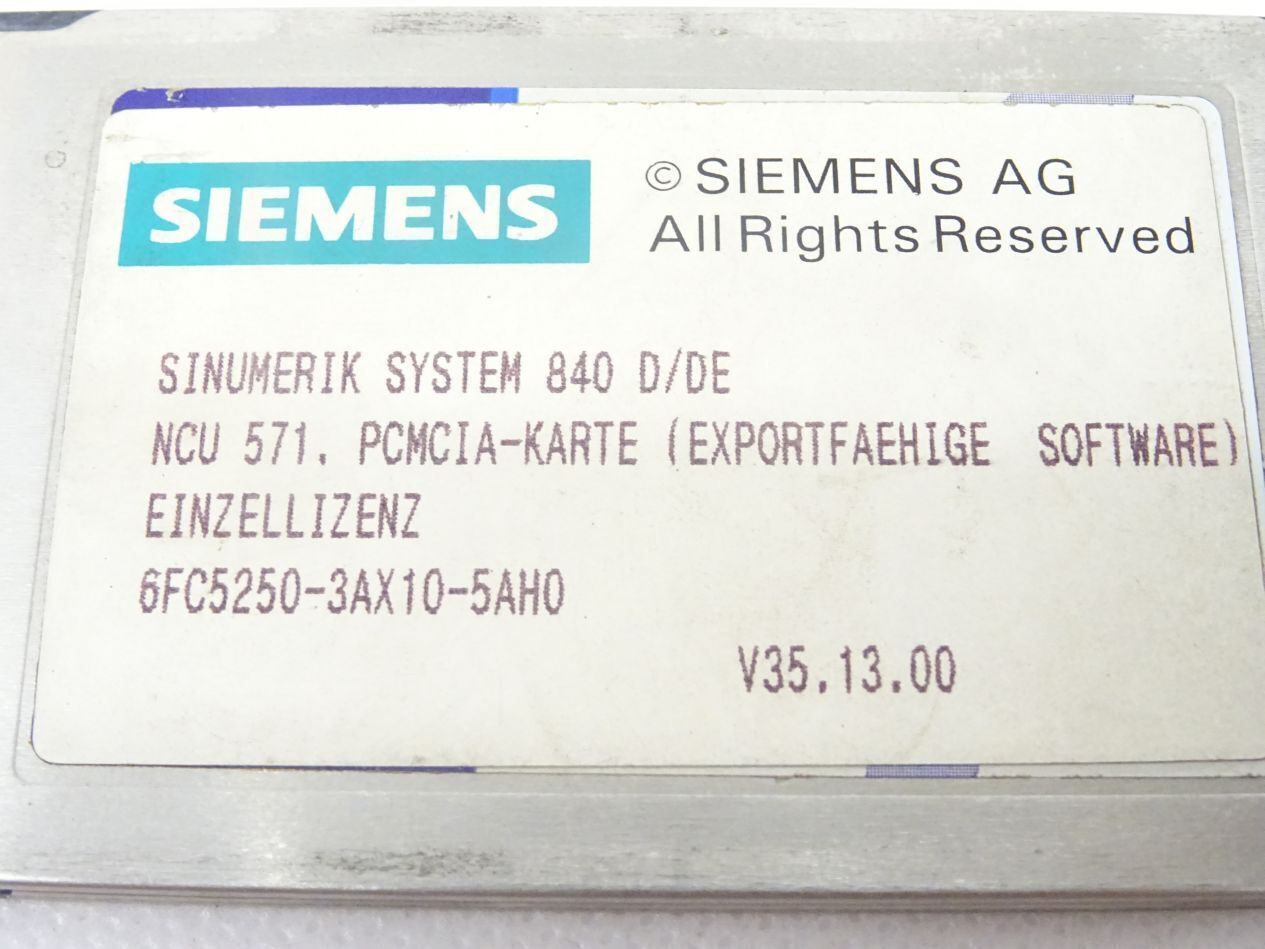 SIEMENS
© SIEMENS AG
All Rights Reserved
SINUMERIK SYSTEM 840 D/DE
NCU 571. PCMCIA-KARTE (EXPORTFAEHIGE SOFTWARE)
EINZELLIZENZ
6FC5250-3AX10-5AH0
V35.13.00